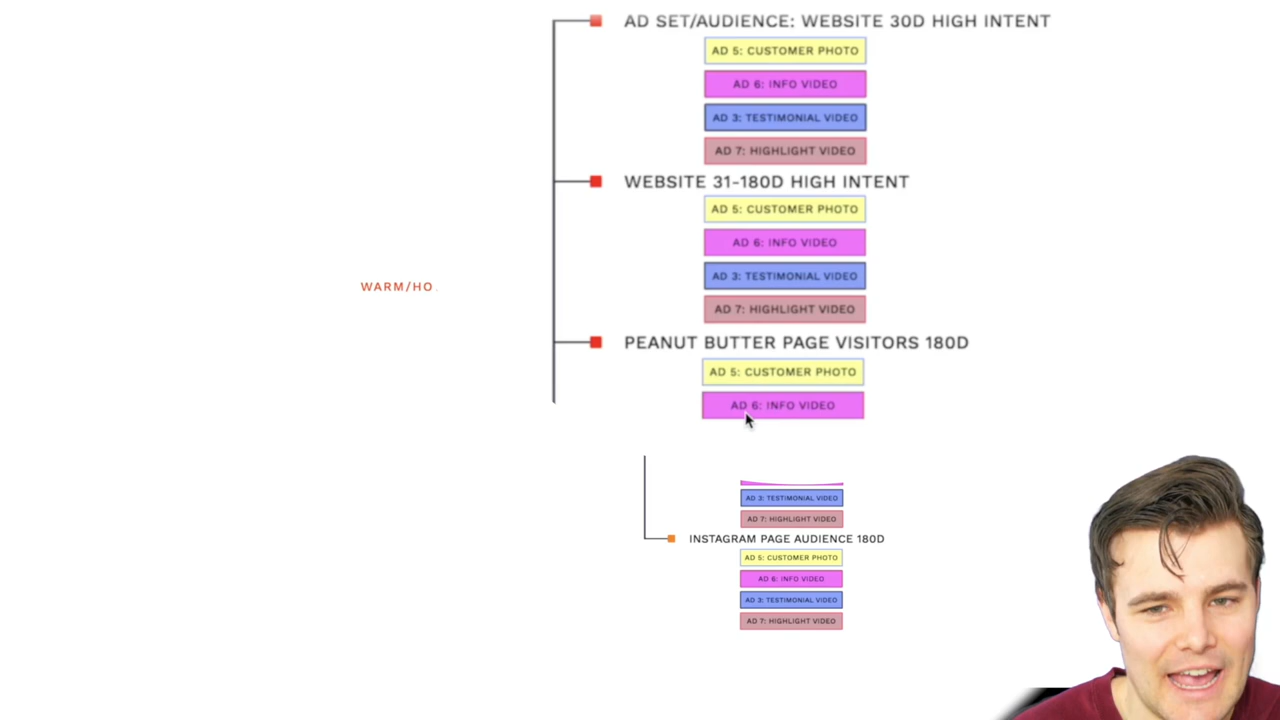 AD SET/AUDIENCE: WEBSITE 30D HIGH INTENT
AD 5: CUSTOMER PHOTO
AD 6: INFO VIDEO
AD 3: TESTIMONIAL VIDEO
AD 7: HIGHLIGHT VIDEO
WEBSITE 31-180D HIGH INTENT
AD 5: CUSTOMER PHOTO
AD 6: INFO VIDEO
AD 3: TESTIMONIAL VIDEO
AD 7: HIGHLIGHT VIDEO
WARM/HO
PEANUT BUTTER PAGE VISITORS 180D
AD 5: CUSTOMER PHOTO
AD 6: INFO VIDEO
AD 3: TESTIMONIAL VIDEO
AD 7: HIGHLIGHT VIDEO
INSTAGRAM PAGE AUDIENCE 180D
AD 5: CUSTOMER PHOTO
AD 6: INFO VIDEO
AD 3: TESTIMONIAL VIDEO
AD 7: HIGHLIGHT VIDEO